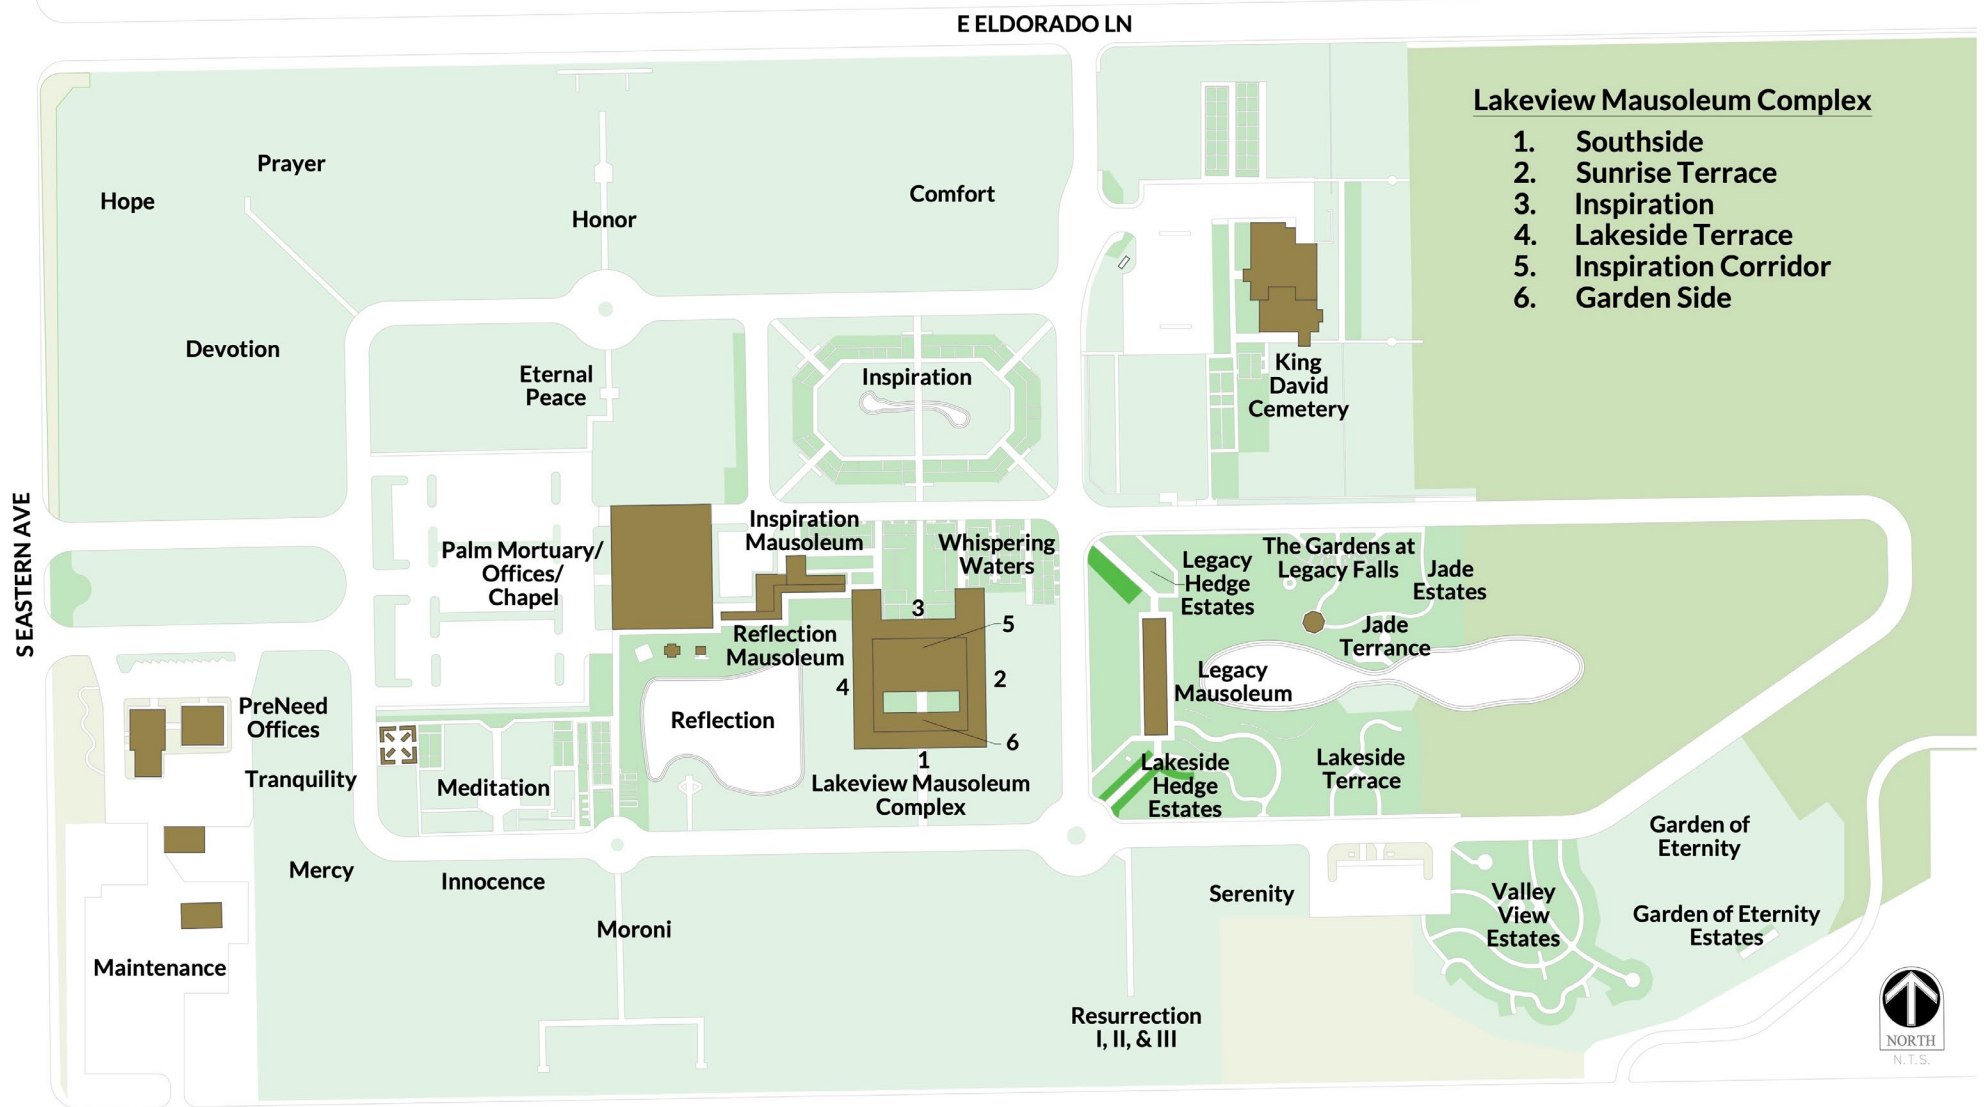 E ELDORADO LN
Lakeview Mausoleum Complex
1. Southside
2. Sunrise Terrace
3. Inspiration
4. Lakeside Terrace
5. Inspiration Corridor
6. Garden Side
Prayer
Hope
Honor
Comfort
Devotion
Eternal
Peace
Inspiration
King
David
Cemetery
S EASTERN AVE
Palm Mortuary/
Offices/
Chapel
Inspiration
Mausoleum
Whispering
Waters
Legacy
Hedge
Estates
The Gardens at
Legacy Falls
Jade
Estates
3
5
Reflection
Mausoleum
4
2
Jade
Terrance
Legacy
Mausoleum
PreNeed
Offices
Reflection
6
1
Tranquility
Meditation
Lakeview Mausoleum
Complex
Lakeside
Hedge
Estates
Lakeside
Terrace
Garden of
Eternity
Mercy
Innocence
Serenity
Valley
View
Estates
Garden of Eternity
Estates
Moroni
Maintenance
Resurrection
I, II, & III
NORTH
N.T.S.